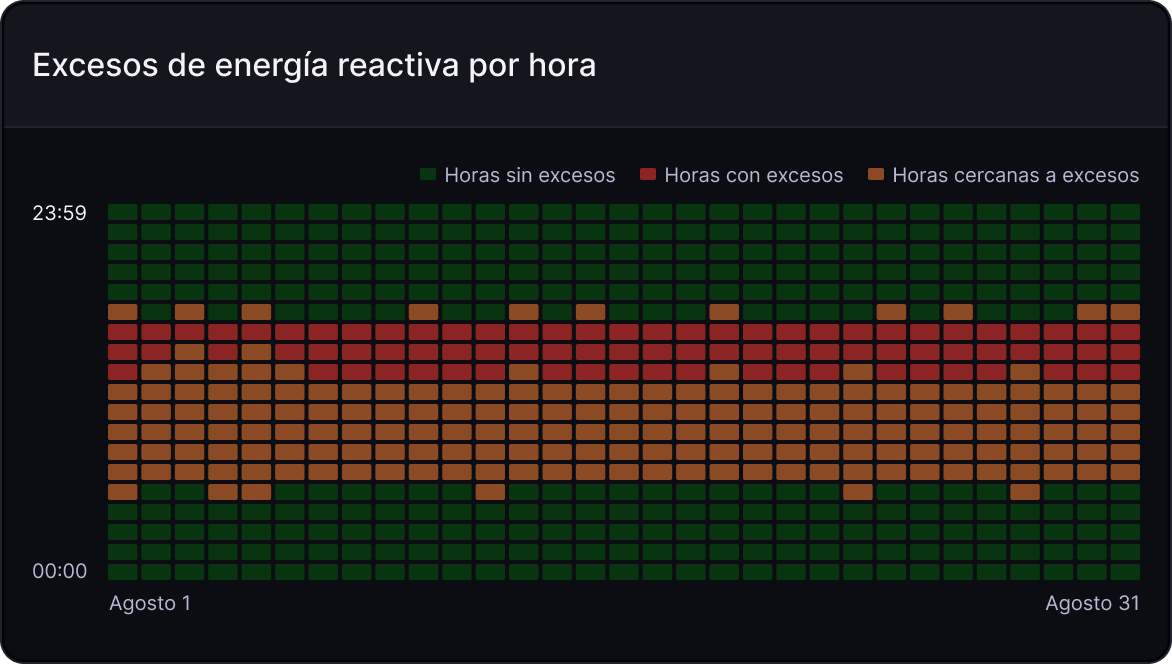 Excesos de energía reactiva por hora
Horas sin excesos Horas con excesos Horas cercanas a excesos
23:59
00:00
Agosto 1 Agosto 31